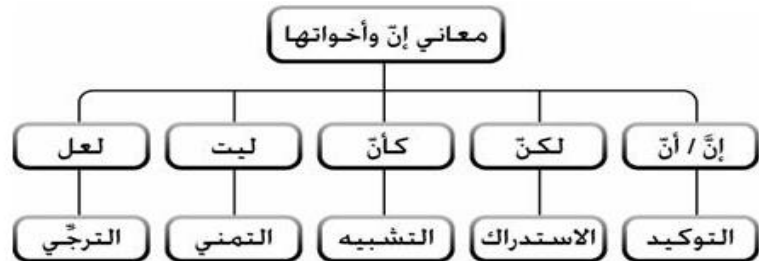 معاني إنّ وأخواتها
إنَّ / أنّ لكنّ كأنّ ليت لعل
التوكيد الاستدراك التشبيه التمني الترجِّي